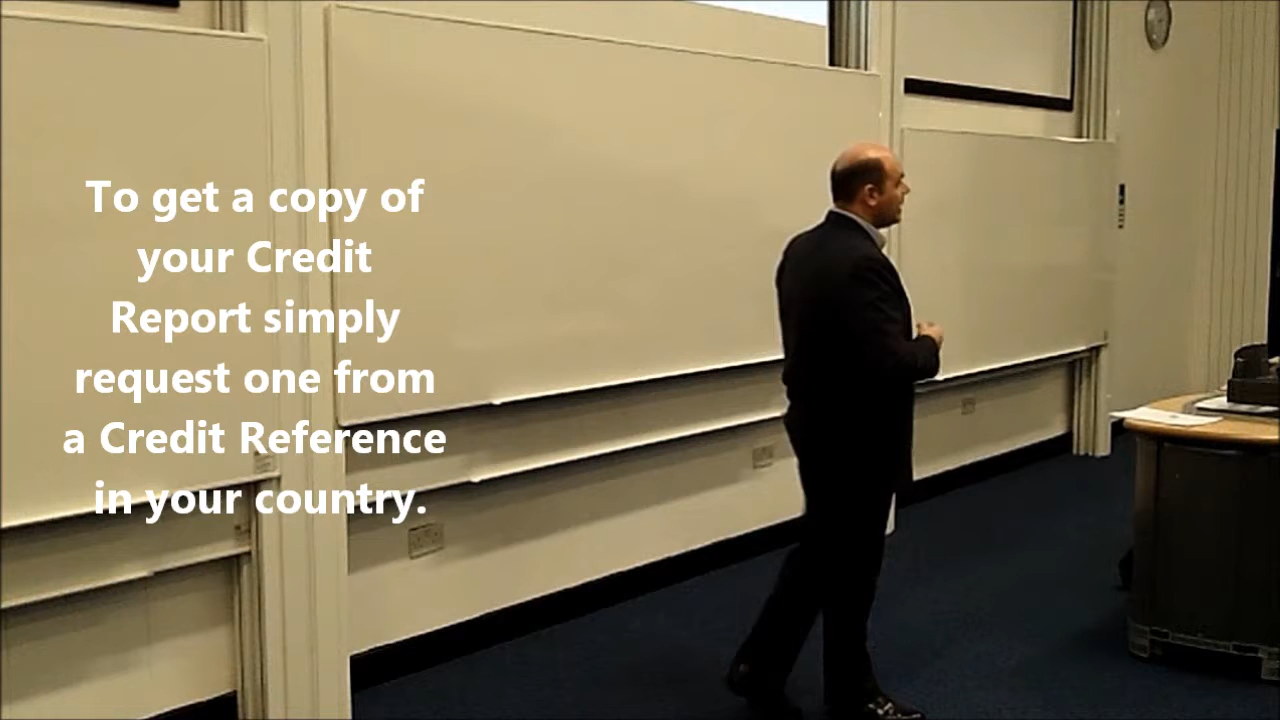 To get a copy of
your Credit
Report simply
request one from
a Credit Reference
in your country.